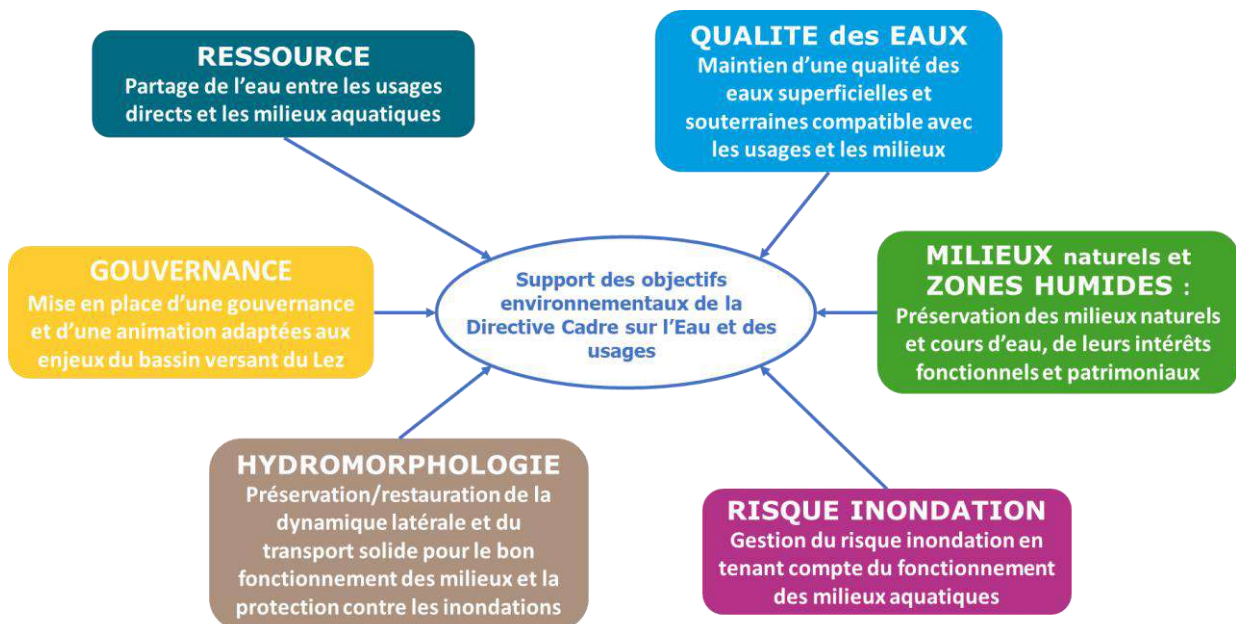 RESSOURCE
Partage de l’eau entre les usages
directs et les milieux aquatiques
QUALITE des EAUX
Maintien d’une qualité des
eaux superficielles et
souterraines compatible avec
les usages et les milieux
GOUVERNANCE
Mise en place d’une gouvernance
et d’une animation adaptées aux
enjeux du bassin versant du Lez
Support des objectifs
environnementaux de la
Directive Cadre sur l’Eau et des
usages
MILIEUX naturels et
ZONES HUMIDES :
Préservation des milieux naturels
et cours d’eau, de leurs intérêts
fonctionnels et patrimoniaux
HYDROMORPHOLOGIE
Préservation/restauration de la
dynamique latérale et du
transport solide pour le bon
fonctionnement des milieux et la
protection contre les inondations
RISQUE INONDATION
Gestion du risque inondation en
tenant compte du fonctionnement
des milieux aquatiques